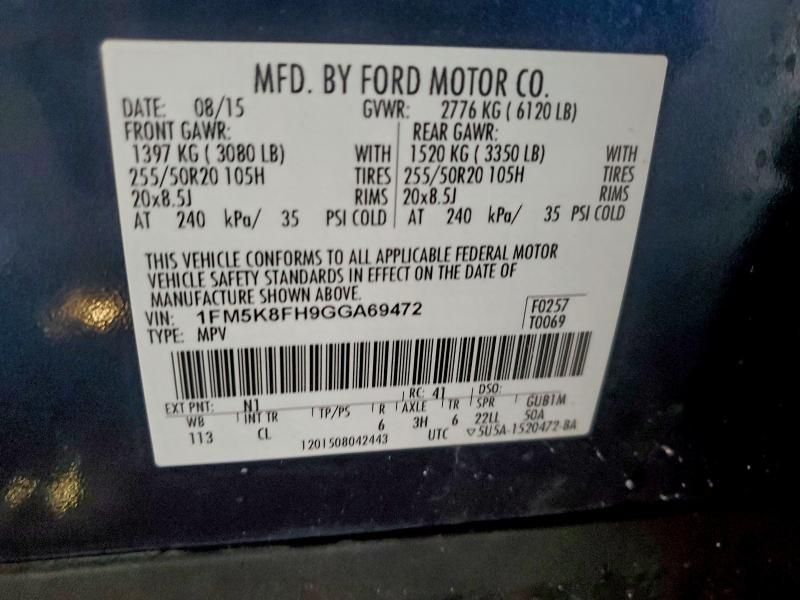 MFD. BY FORD MOTOR CO.
DATE: 08/15 GVWR: 2776 KG ( 6120 LB)
FRONT GAWR: REAR GAWR:
1397 KG ( 3080 LB) WITH 1520 KG ( 3350 LB) WITH
255/50R20 105H TIRES 255/50R20 105H TIRES
20x8.5J RIMS 20x8.5J RIMS
AT 240 kPa/ 35 PSI COLD AT 240 kPa/ 35 PSI COLD
THIS VEHICLE CONFORMS TO ALL APPLICABLE FEDERAL MOTOR
VEHICLE SAFETY STANDARDS IN EFFECT ON THE DATE OF
MANUFACTURE SHOWN ABOVE.
VIN: 1FM5K8FH9GGA69472 F0257
TYPE: MPV T0069
EXT PNT: N1 RC: 41 DSO:
WB INT TR TP/PS R AXLE TR SPR GUB1M
113 CL 6 3H 6 22LL 50A
1201508042443 UTC ▽5U5A-1520472-BA